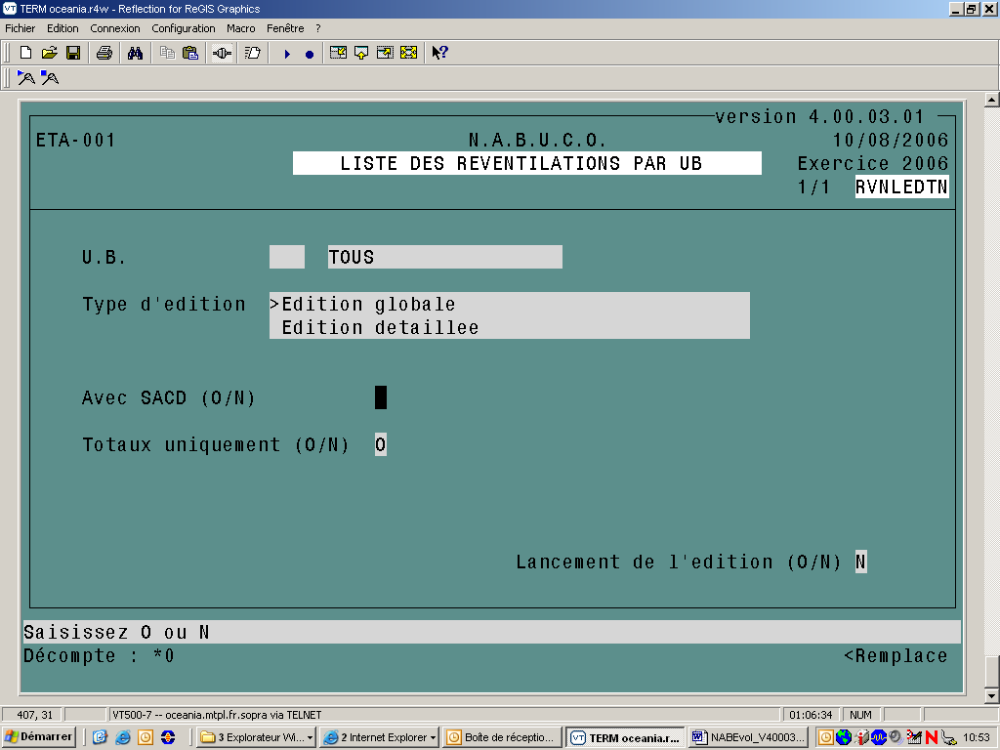 TERM oceania.r4w - Reflection for ReGIS Graphics
Fichier Edition Connexion Configuration Macro Fenêtre ?
version 4.00.03.01
ETA-001 N.A.B.U.C.O. 10/08/2006
LISTE DES REVENTILATIONS PAR UB Exercice 2006
1/1 RVNLEDTN
U.B. TOUS
Type d'edition >Edition globale
Edition detaillee
Avec SACD (O/N)
Totaux uniquement (O/N) O
Lancement de l'edition (O/N) N
Saisissez O ou N
Décompte : *0 <Remplace
407, 31 VT500-7 -- oceania.mtpl.fr.sopra via TELNET 01:06:34 NUM
Démarrer 3 Explorateur Wi... 2 Internet Explorer Boîte de réceptio... TERM oceania.r... NABEvol_V40003... 10:53